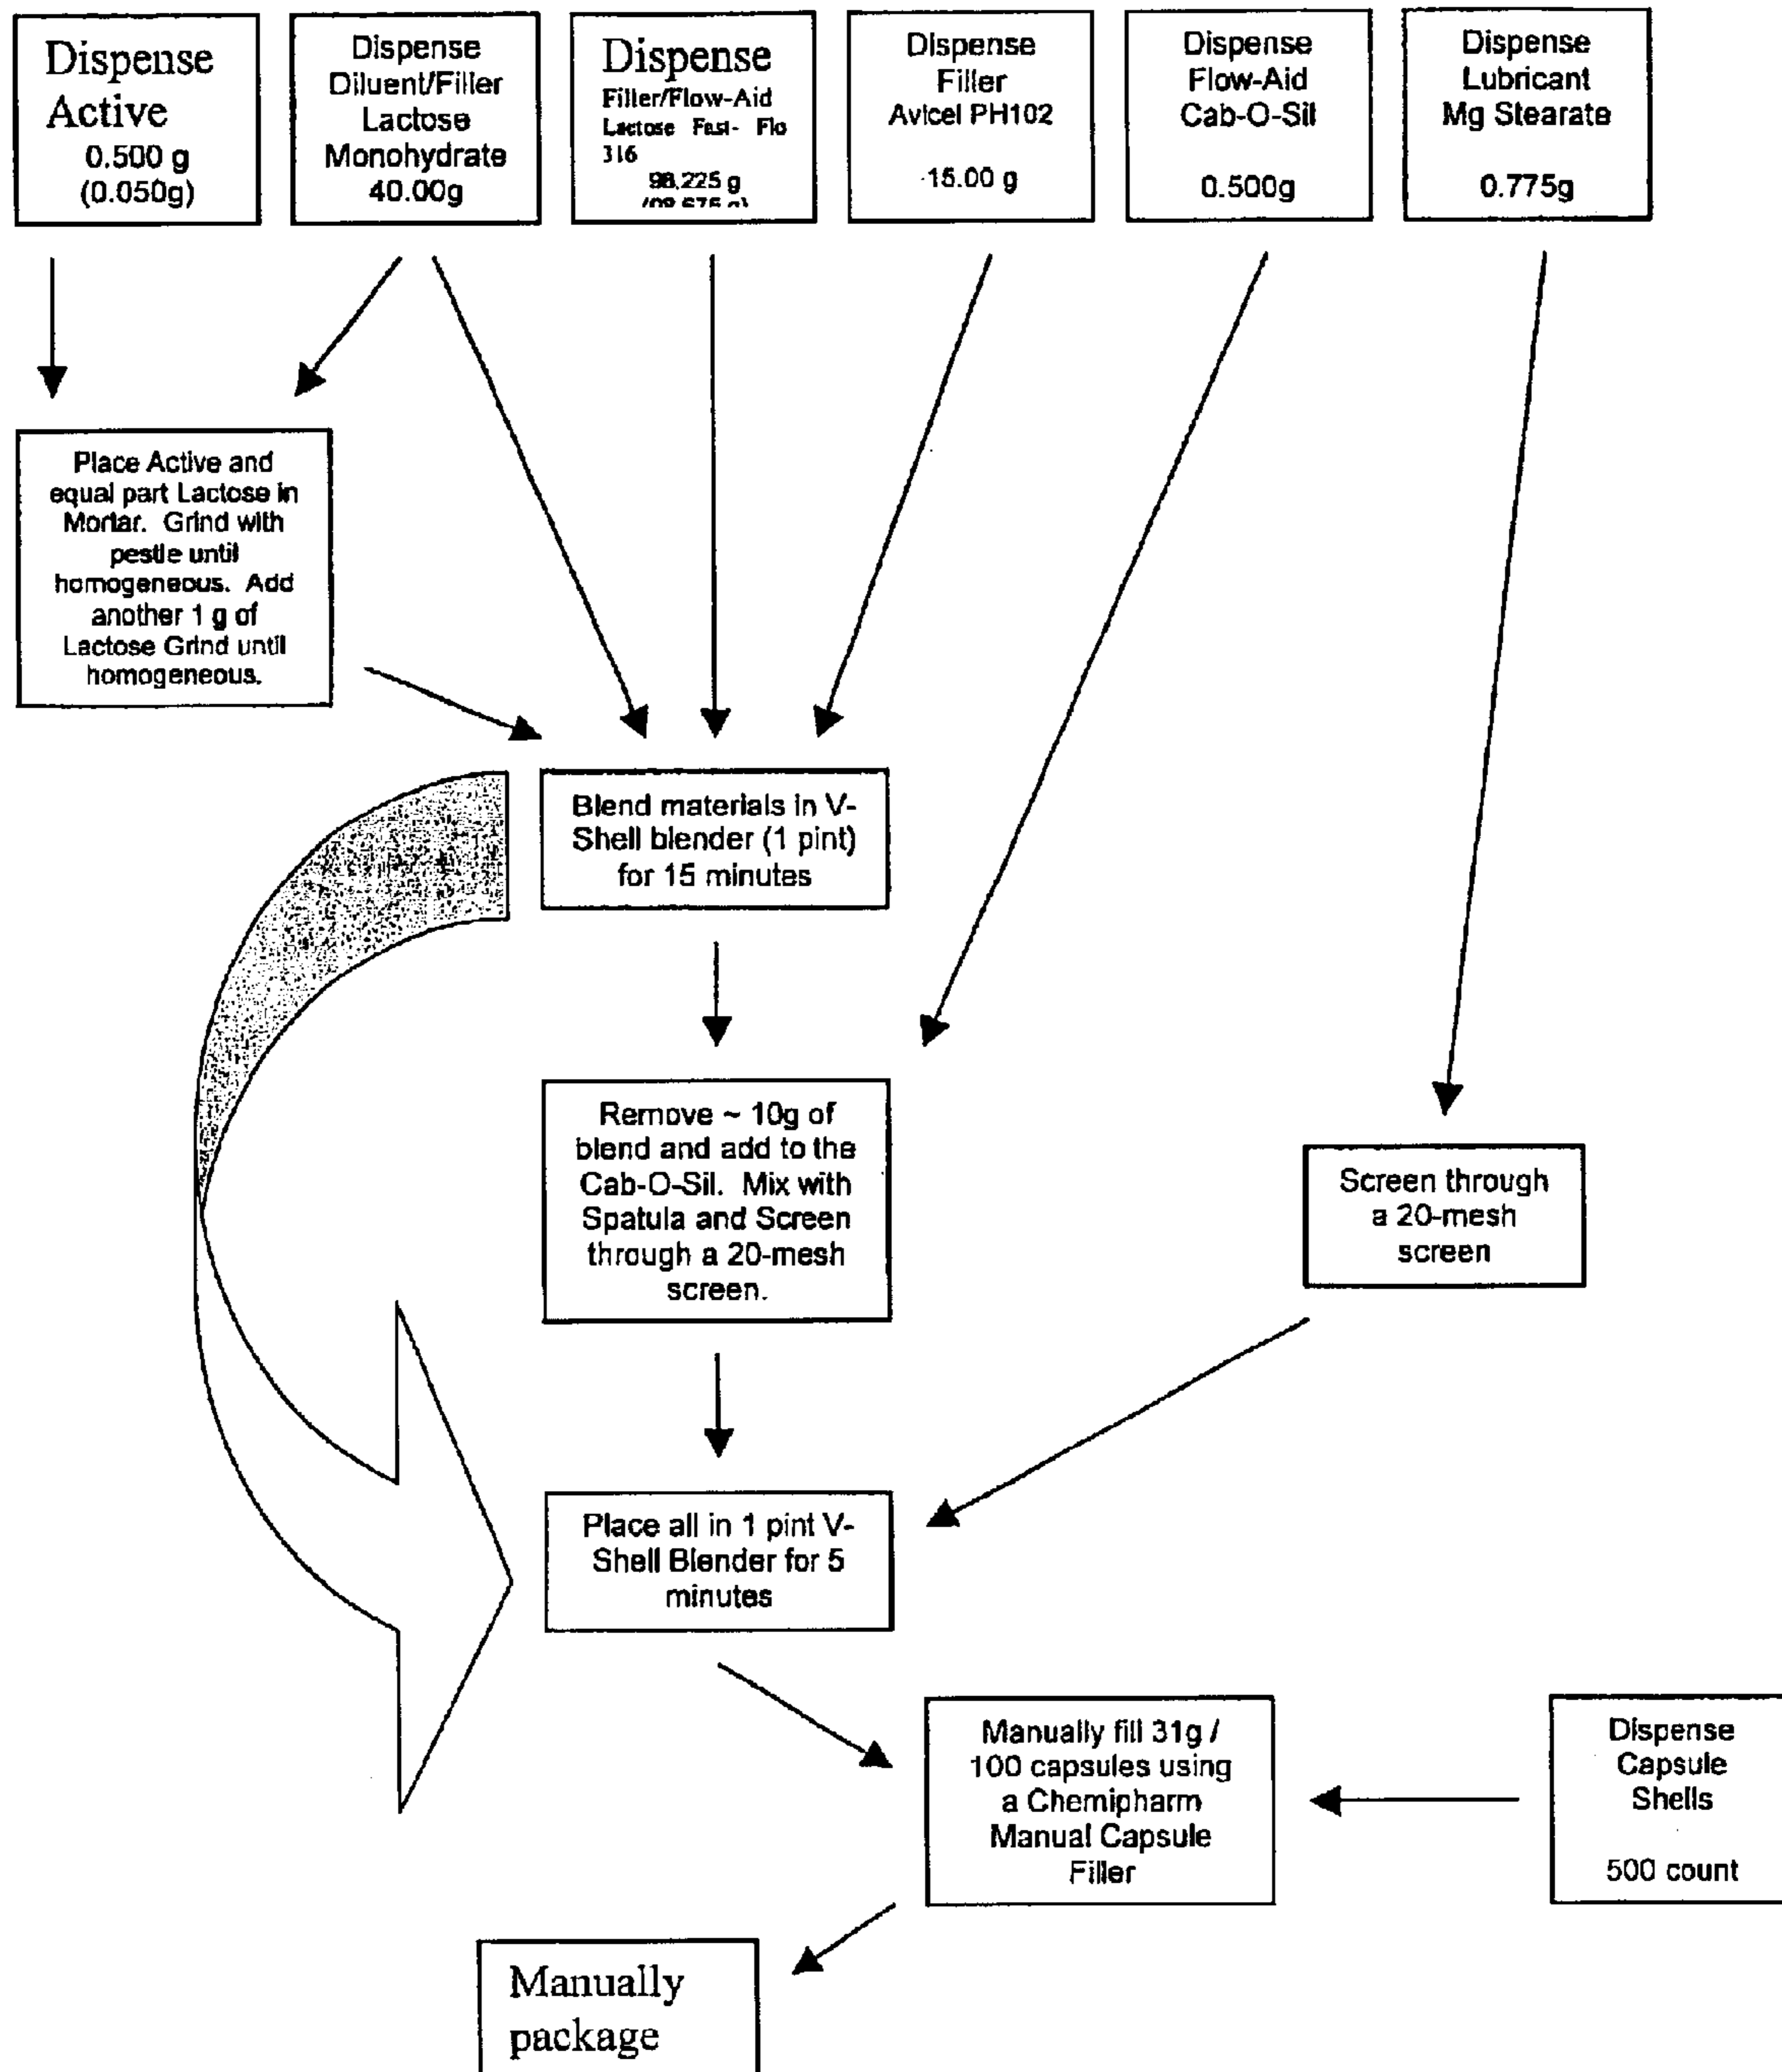 Dispense
Active
0.500 g
(0.050g)
Dispense
Diluent/Filler
Lactose
Monohydrate
40.00g
Dispense
Filler/Flow-Aid
Lactose Fast- Flo
316
98.225 g
Dispense
Filler
Avicel PH102
15.00 g
Dispense
Flow-Aid
Cab-O-Sil
0.500g
Dispense
Lubricant
Mg Stearate
0.775g
Place Active and
equal part Lactose in
Mortar. Grind with
pestle until
homogeneous. Add
another 1 g of
Lactose Grind until
homogeneous.
Blend materials in V-
Shell blender (1 pint)
for 15 minutes
Remove ~ 10g of
blend and add to the
Cab-O-Sil. Mix with
Spatula and Screen
through a 20-mesh
screen.
Screen through
a 20-mesh
screen
Place all in 1 pint V-
Shell Blender for 5
minutes
Manually fill 31g /
100 capsules using
a Chemipharm
Manual Capsule
Filler
Dispense
Capsule
Shells
500 count
Manually
package